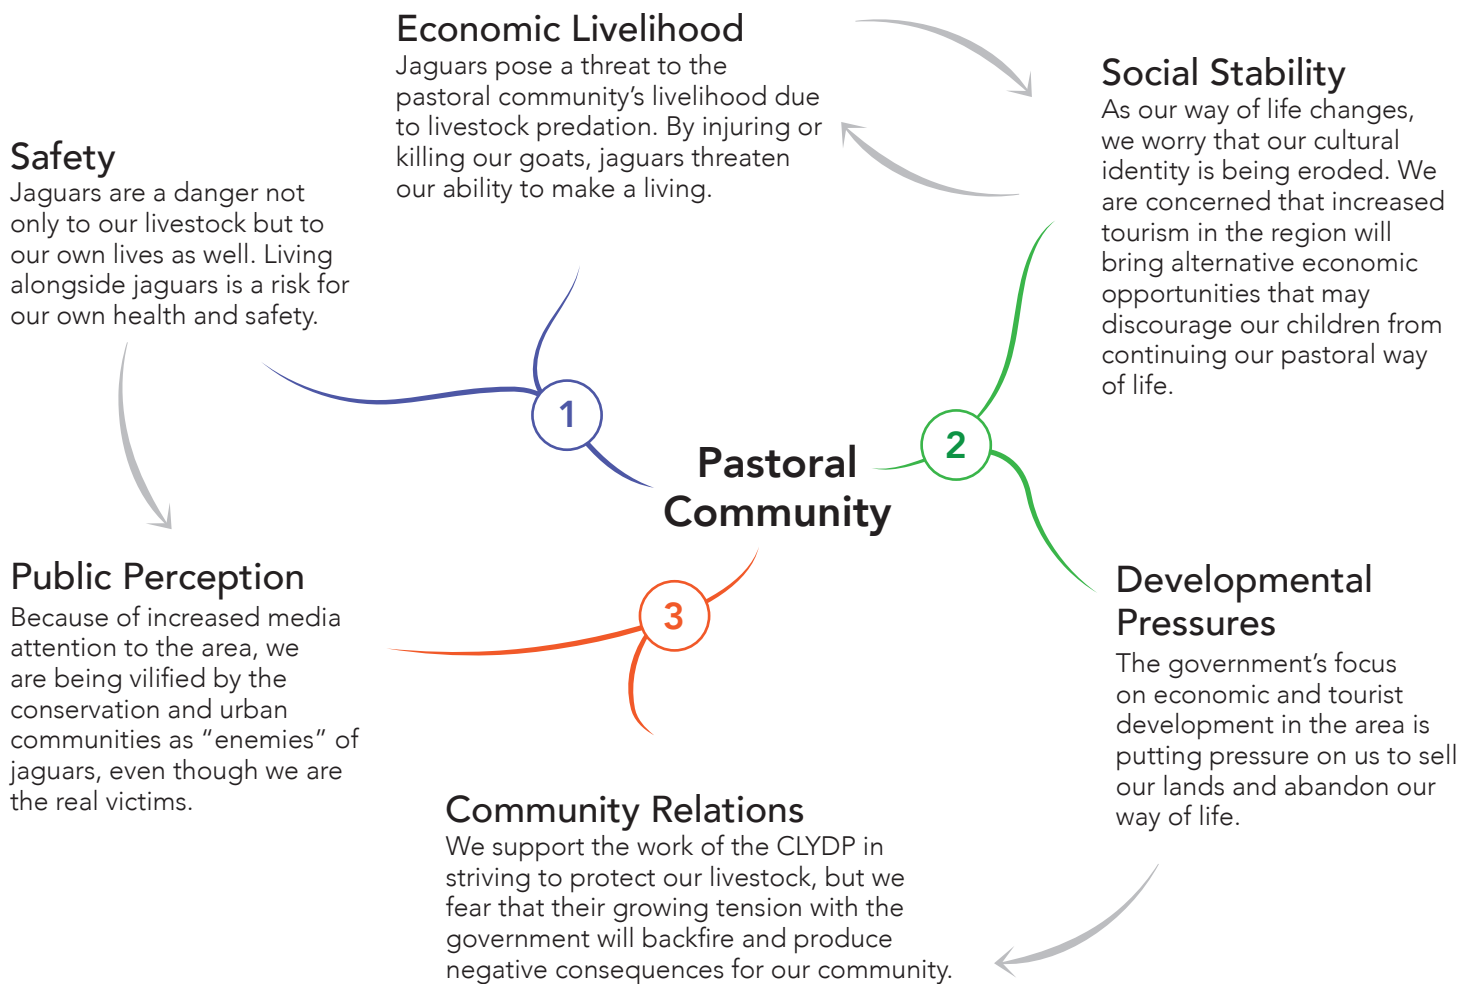 Economic Livelihood
Jaguars pose a threat to the
pastoral community’s livelihood due
to livestock predation. By injuring or
killing our goats, jaguars threaten
our ability to make a living.
Social Stability
As our way of life changes,
we worry that our cultural
identity is being eroded. We
are concerned that increased
tourism in the region will
bring alternative economic
opportunities that may
discourage our children from
continuing our pastoral way
of life.
Safety
Jaguars are a danger not
only to our livestock but to
our own lives as well. Living
alongside jaguars is a risk for
our own health and safety.
1
2
Pastoral
Community
3
Public Perception
Because of increased media
attention to the area, we
are being vilified by the
conservation and urban
communities as “enemies” of
jaguars, even though we are
the real victims.
Developmental
Pressures
The government’s focus
on economic and tourist
development in the area is
putting pressure on us to sell
our lands and abandon our
way of life.
Community Relations
We support the work of the CLYDP in
striving to protect our livestock, but we
fear that their growing tension with the
government will backfire and produce
negative consequences for our community.